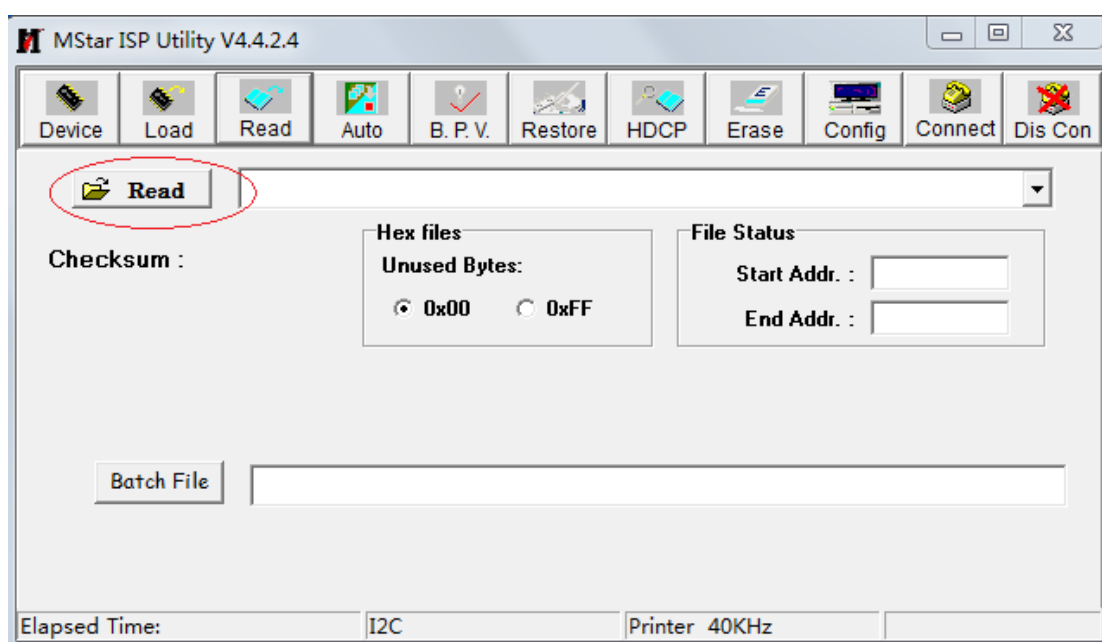 MStar ISP Utility V4.4.2.4
Device Load Read Auto B. P. V. Restore HDCP Erase Config Connect Dis Con
Read
Hex files File Status
Checksum : Unused Bytes: Start Addr. :
0x00 0xFF End Addr. :
Batch File
Elapsed Time: I2C Printer 40KHz